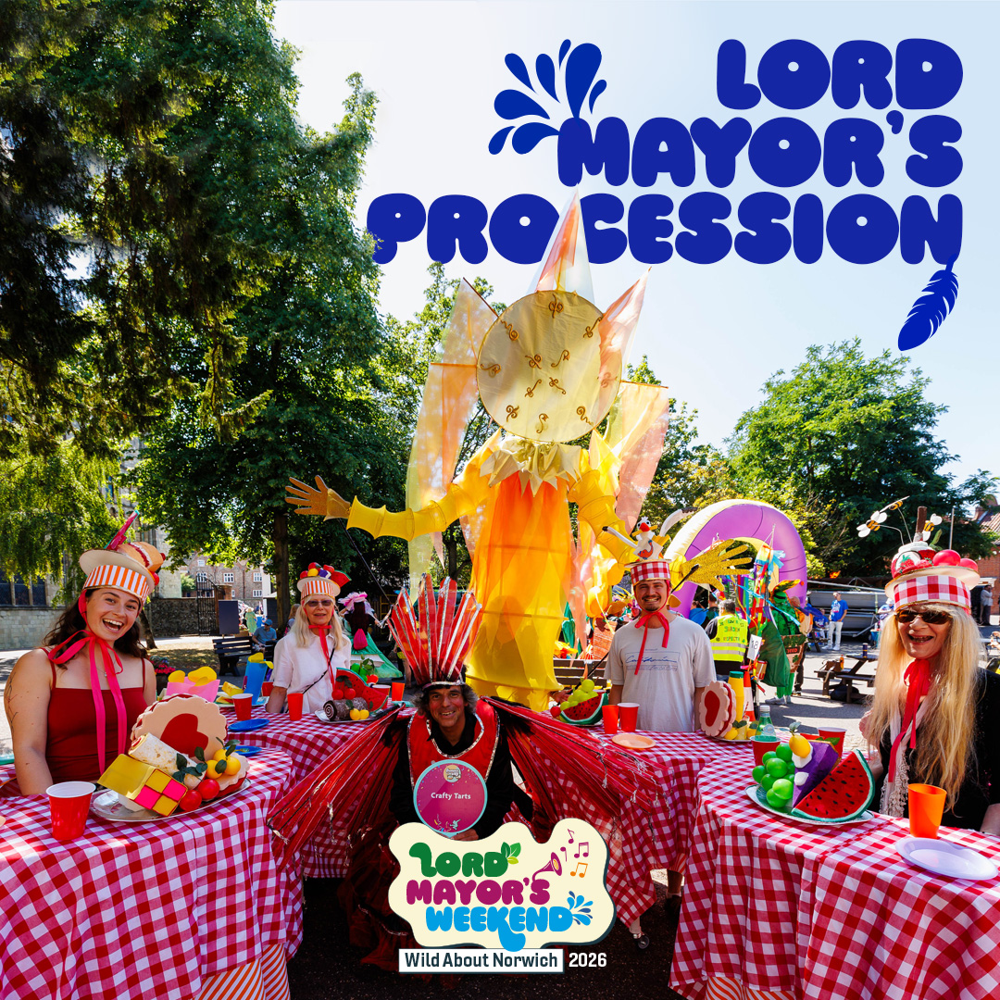 LORD
MAYOR'S
PROCESSION
Crafty Tarts
LORD
MAYOR'S
WEEKEND
Wild About Norwich 2026